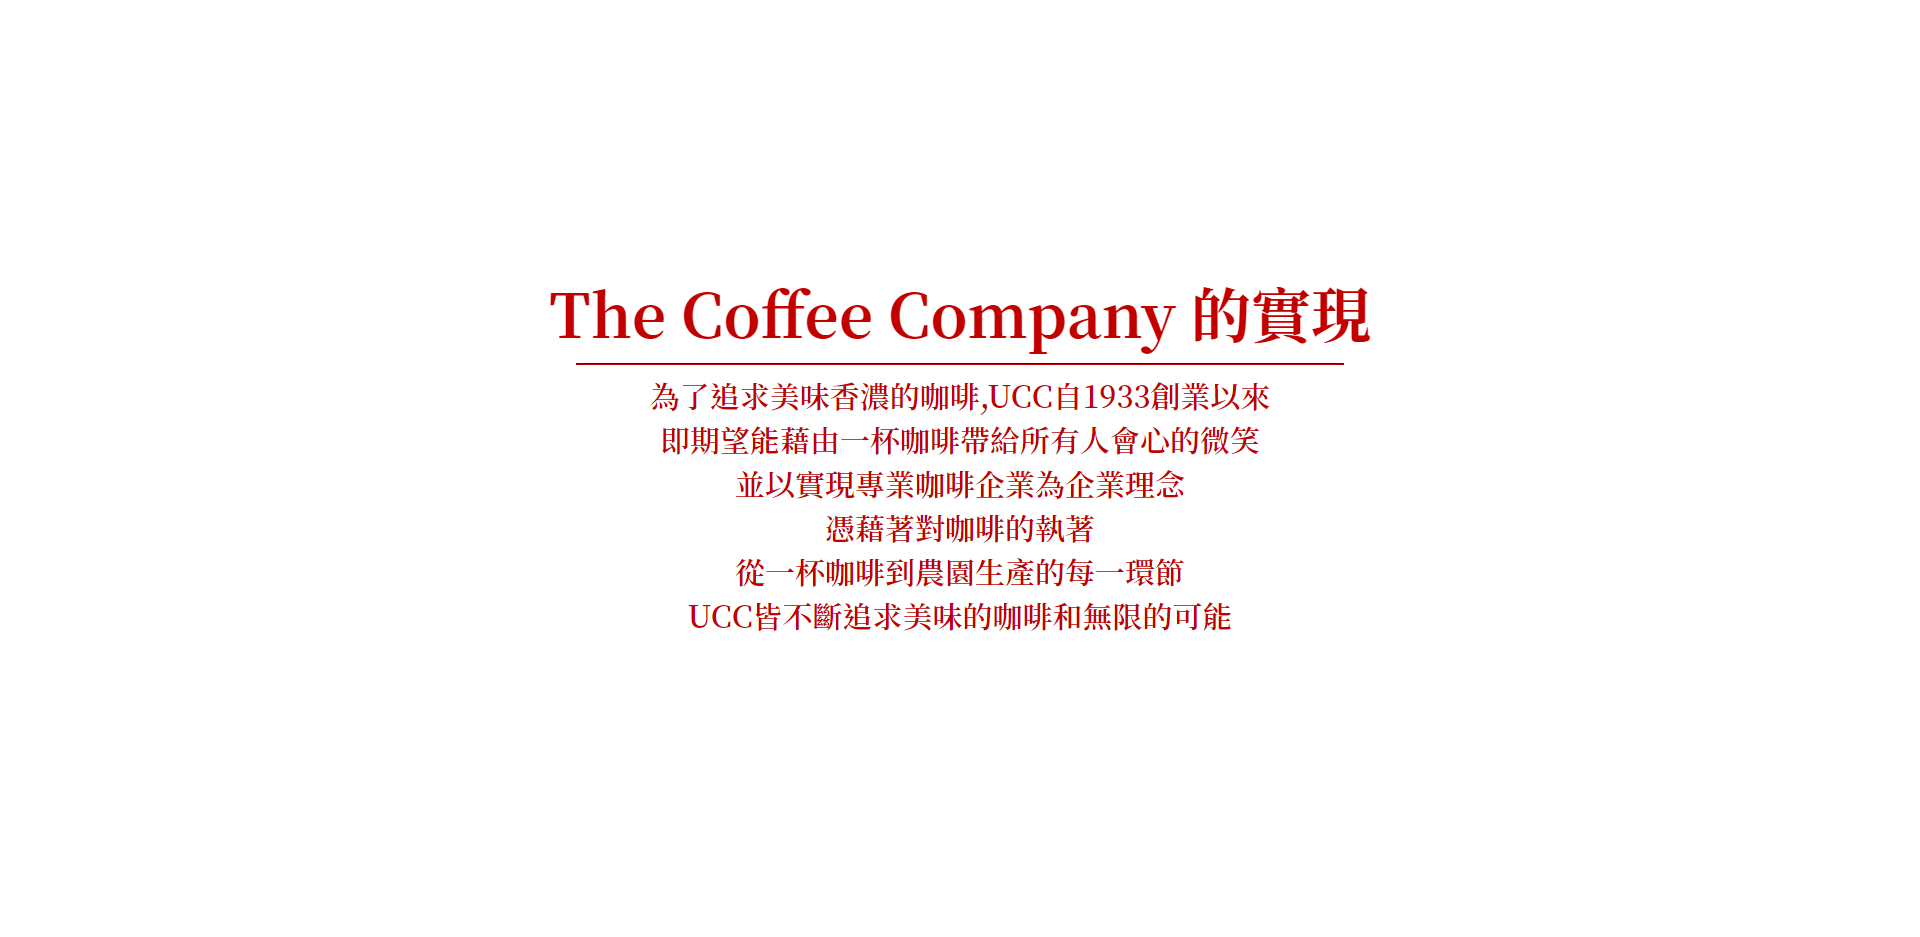 The Coffee Company 的實現
為了追求美味香濃的咖啡,UCC自1933創業以來
即期望能藉由一杯咖啡帶給所有人會心的微笑
並以實現專業咖啡企業為企業理念
憑藉著對咖啡的執著
從一杯咖啡到農園生產的每一環節
UCC皆不斷追求美味的咖啡和無限的可能